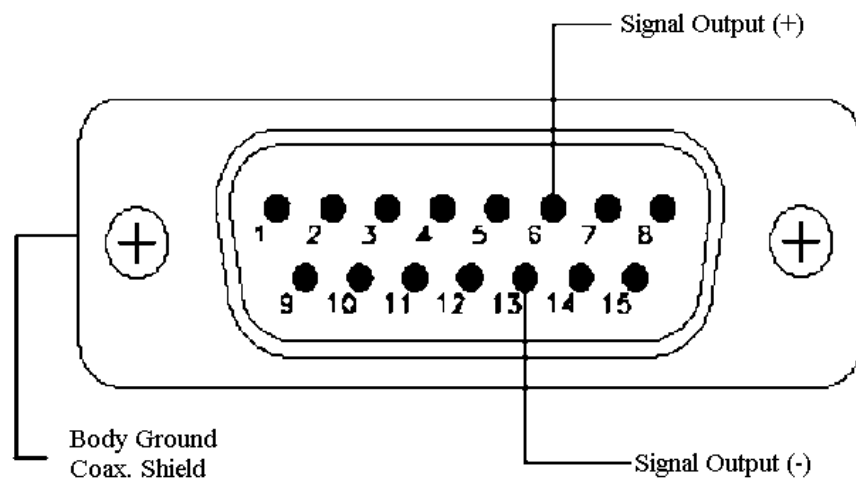 Signal Output (+)
1 2 3 4 5 6 7 8
9 10 11 12 13 14 15
Body Ground
Coax. Shield
Signal Output (-)